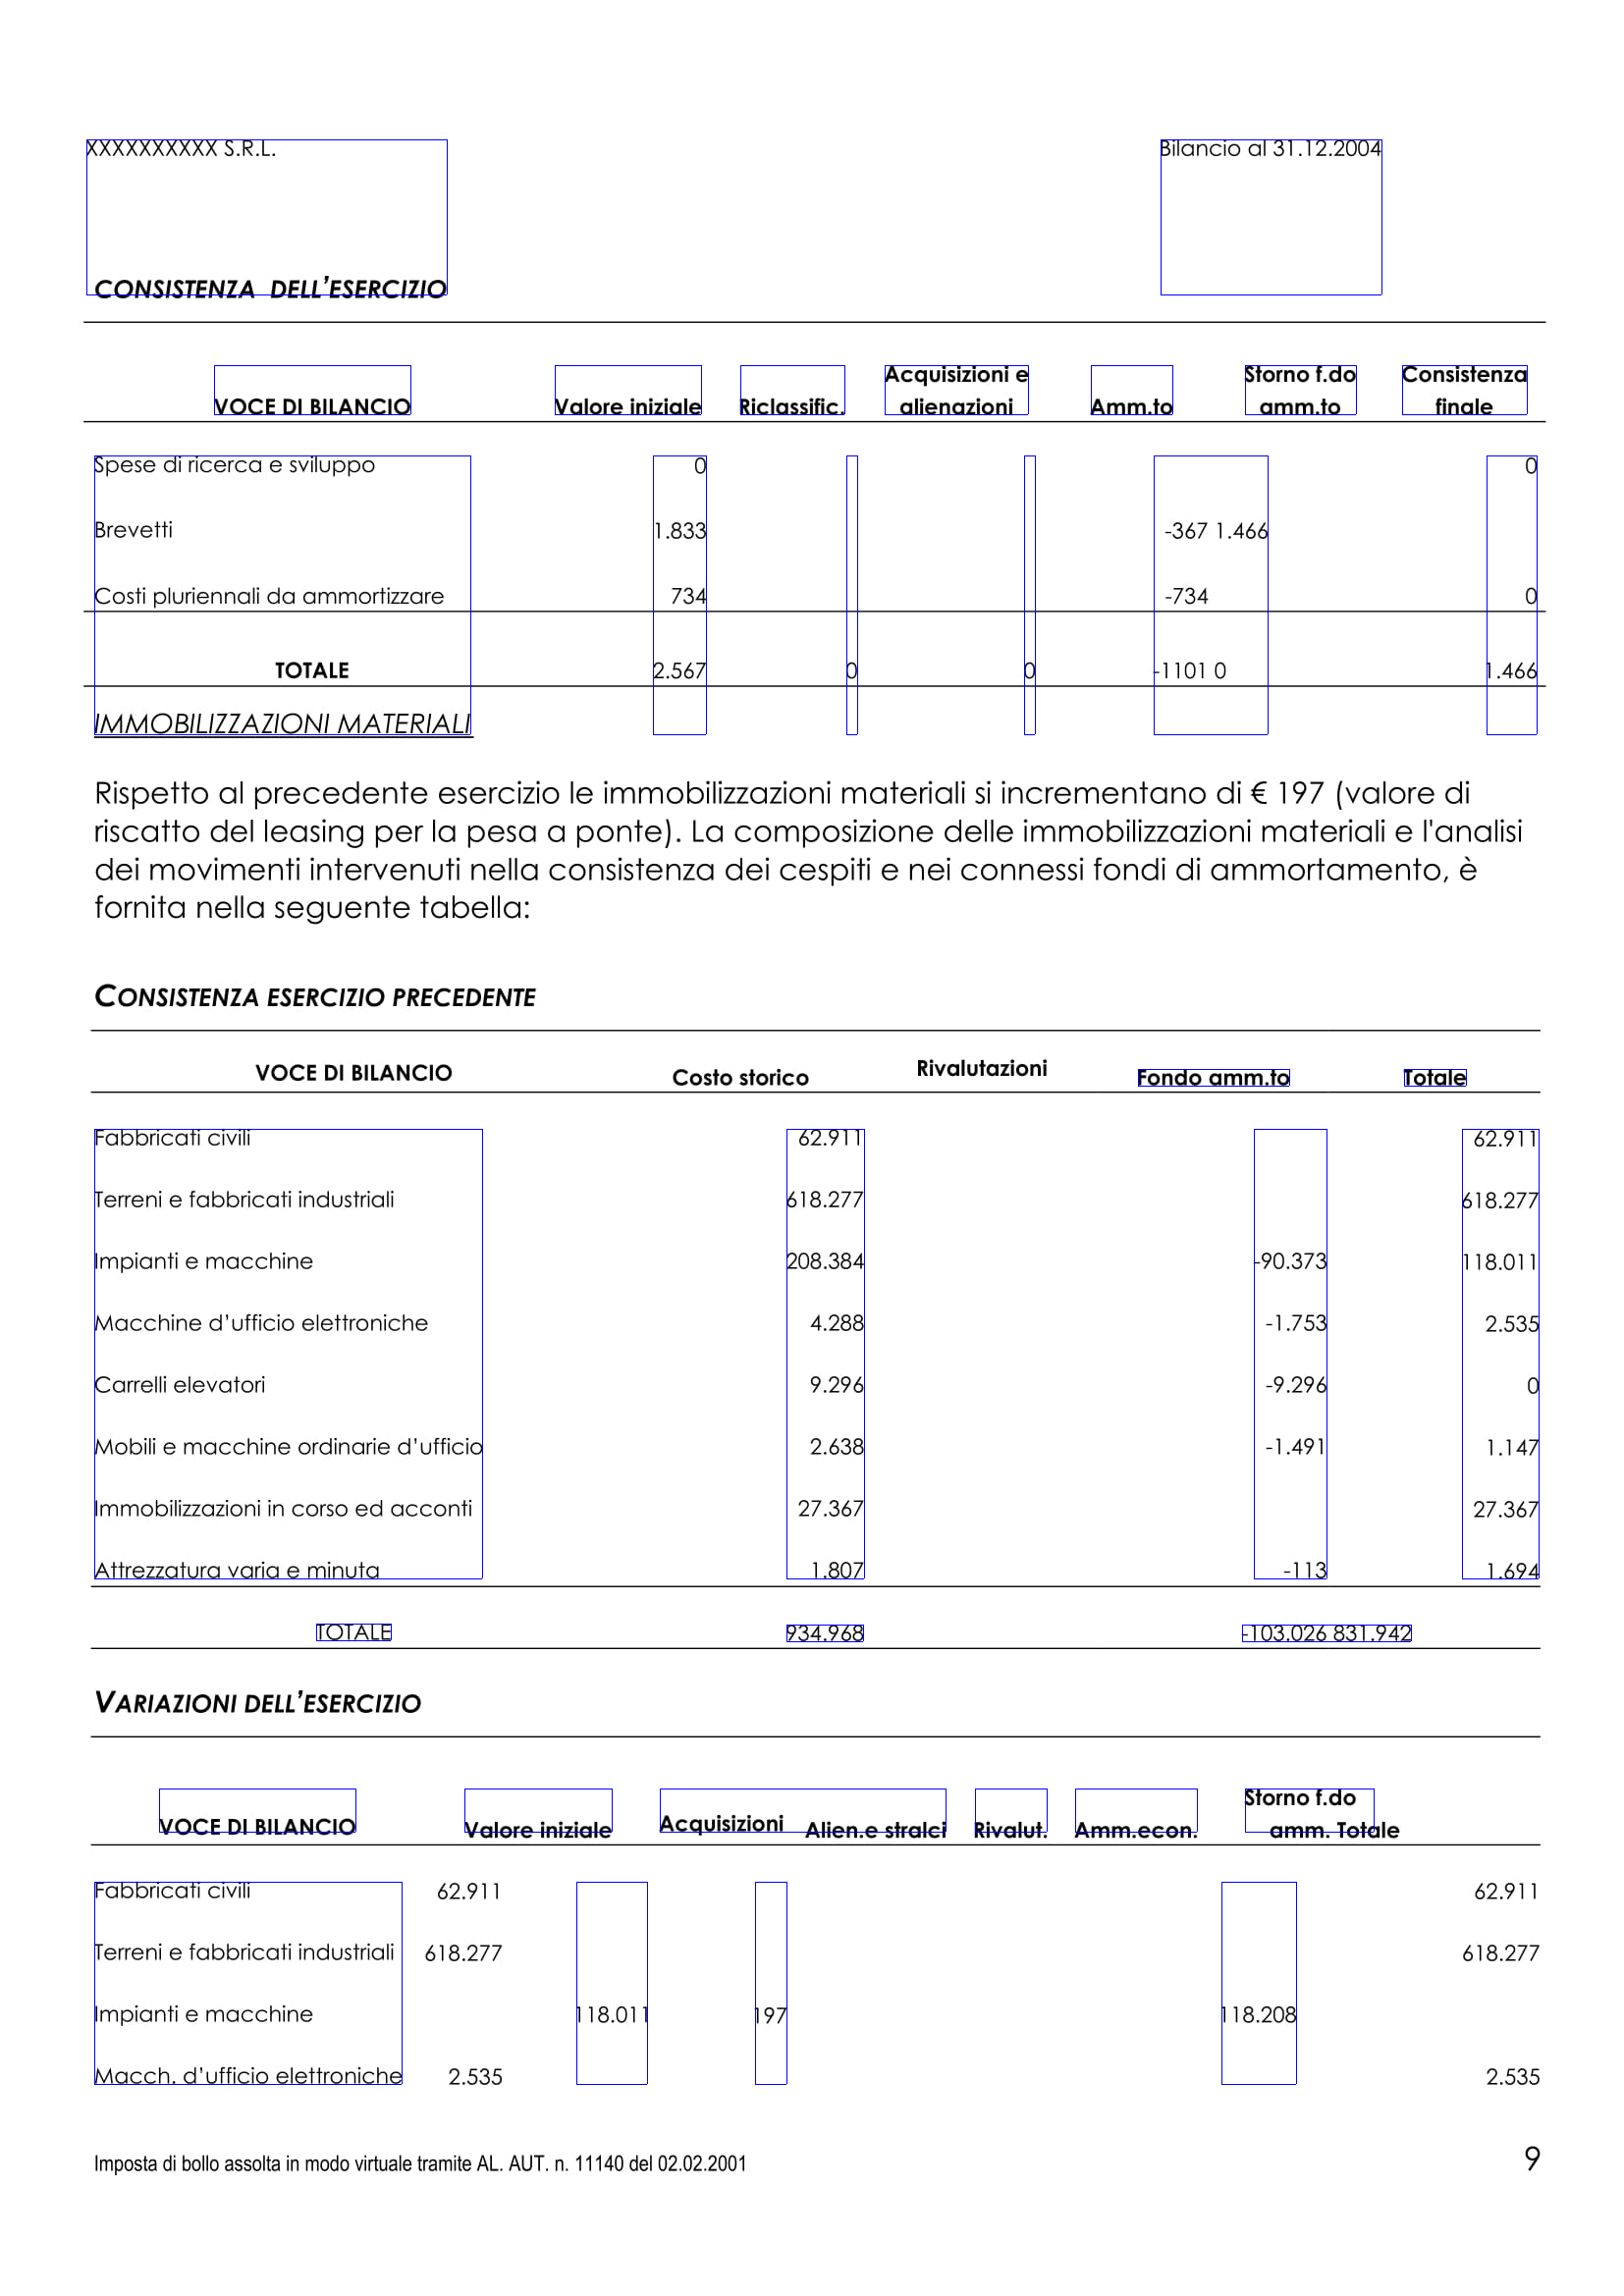 XXXXXXXXXX S.R.L. Bilancio al 31.12.2004
CONSISTENZA DELL’ESERCIZIO
VOCE DI BILANCIO Valore iniziale Riclassific. Acquisizioni e alienazioni Amm.to Storno f.do amm.to Consistenza finale
Spese di ricerca e sviluppo 0 0
Brevetti 1.833 -367 1.466
Costi pluriennali da ammortizzare 734 -734 0
TOTALE 2.567 0 0 -1101 0 1.466
IMMOBILIZZAZIONI MATERIALI
Rispetto al precedente esercizio le immobilizzazioni materiali si incrementano di € 197 (valore di
riscatto del leasing per la pesa a ponte). La composizione delle immobilizzazioni materiali e l'analisi
dei movimenti intervenuti nella consistenza dei cespiti e nei connessi fondi di ammortamento, è
fornita nella seguente tabella:
CONSISTENZA ESERCIZIO PRECEDENTE
VOCE DI BILANCIO Costo storico Rivalutazioni Fondo amm.to Totale
Fabbricati civili 62.911 62.911
Terreni e fabbricati industriali 618.277 618.277
Impianti e macchine 208.384 -90.373 118.011
Macchine d’ufficio elettroniche 4.288 -1.753 2.535
Carrelli elevatori 9.296 -9.296 0
Mobili e macchine ordinarie d’ufficio 2.638 -1.491 1.147
Immobilizzazioni in corso ed acconti 27.367 27.367
Attrezzatura varia e minuta 1.807 -113 1.694
TOTALE 934.968 -103.026 831.942
VARIAZIONI DELL’ESERCIZIO
VOCE DI BILANCIO Valore iniziale Acquisizioni Alien.e stralci Rivalut. Amm.econ. Storno f.do amm. Totale
Fabbricati civili 62.911 62.911
Terreni e fabbricati industriali 618.277 618.277
Impianti e macchine 118.011 197 118.208
Macch. d’ufficio elettroniche 2.535 2.535
Imposta di bollo assolta in modo virtuale tramite AL. AUT. n. 11140 del 02.02.2001 9